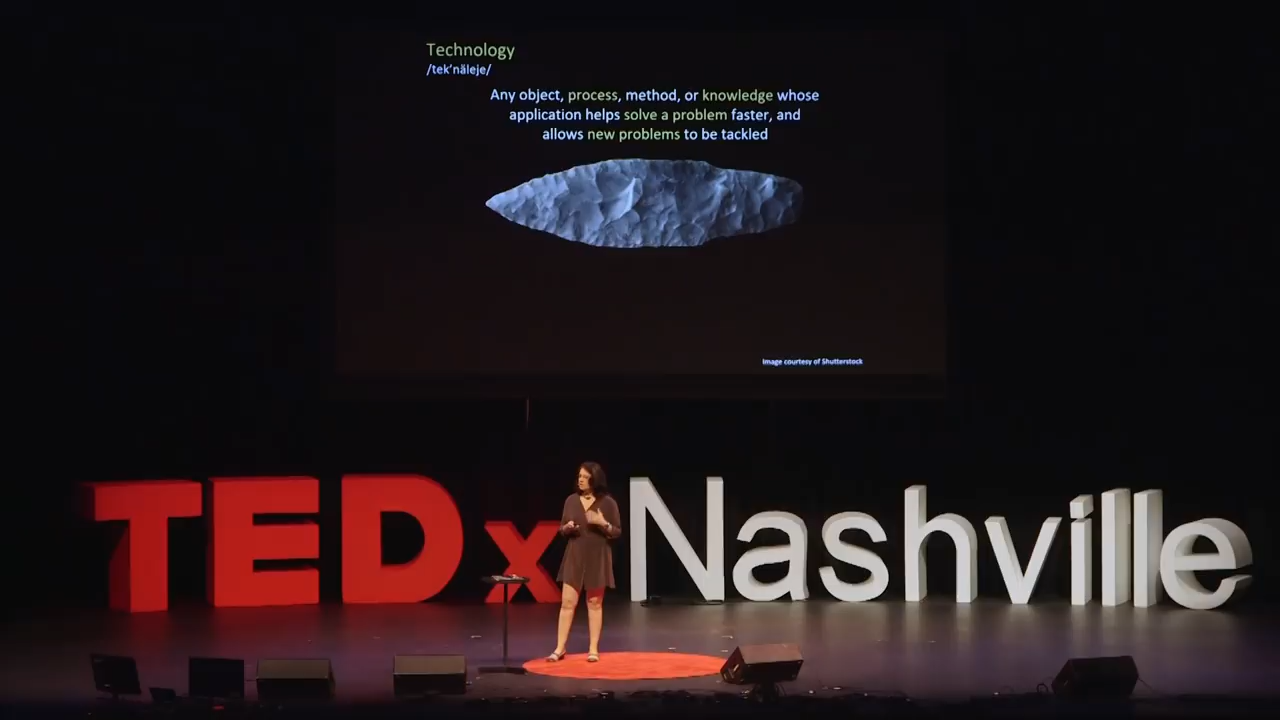 Technology
/tek'näleje/
Any object, process, method, or knowledge whose
application helps solve a problem faster, and
allows new problems to be tackled
Image courtesy of Shutterstock
TEDxNashville